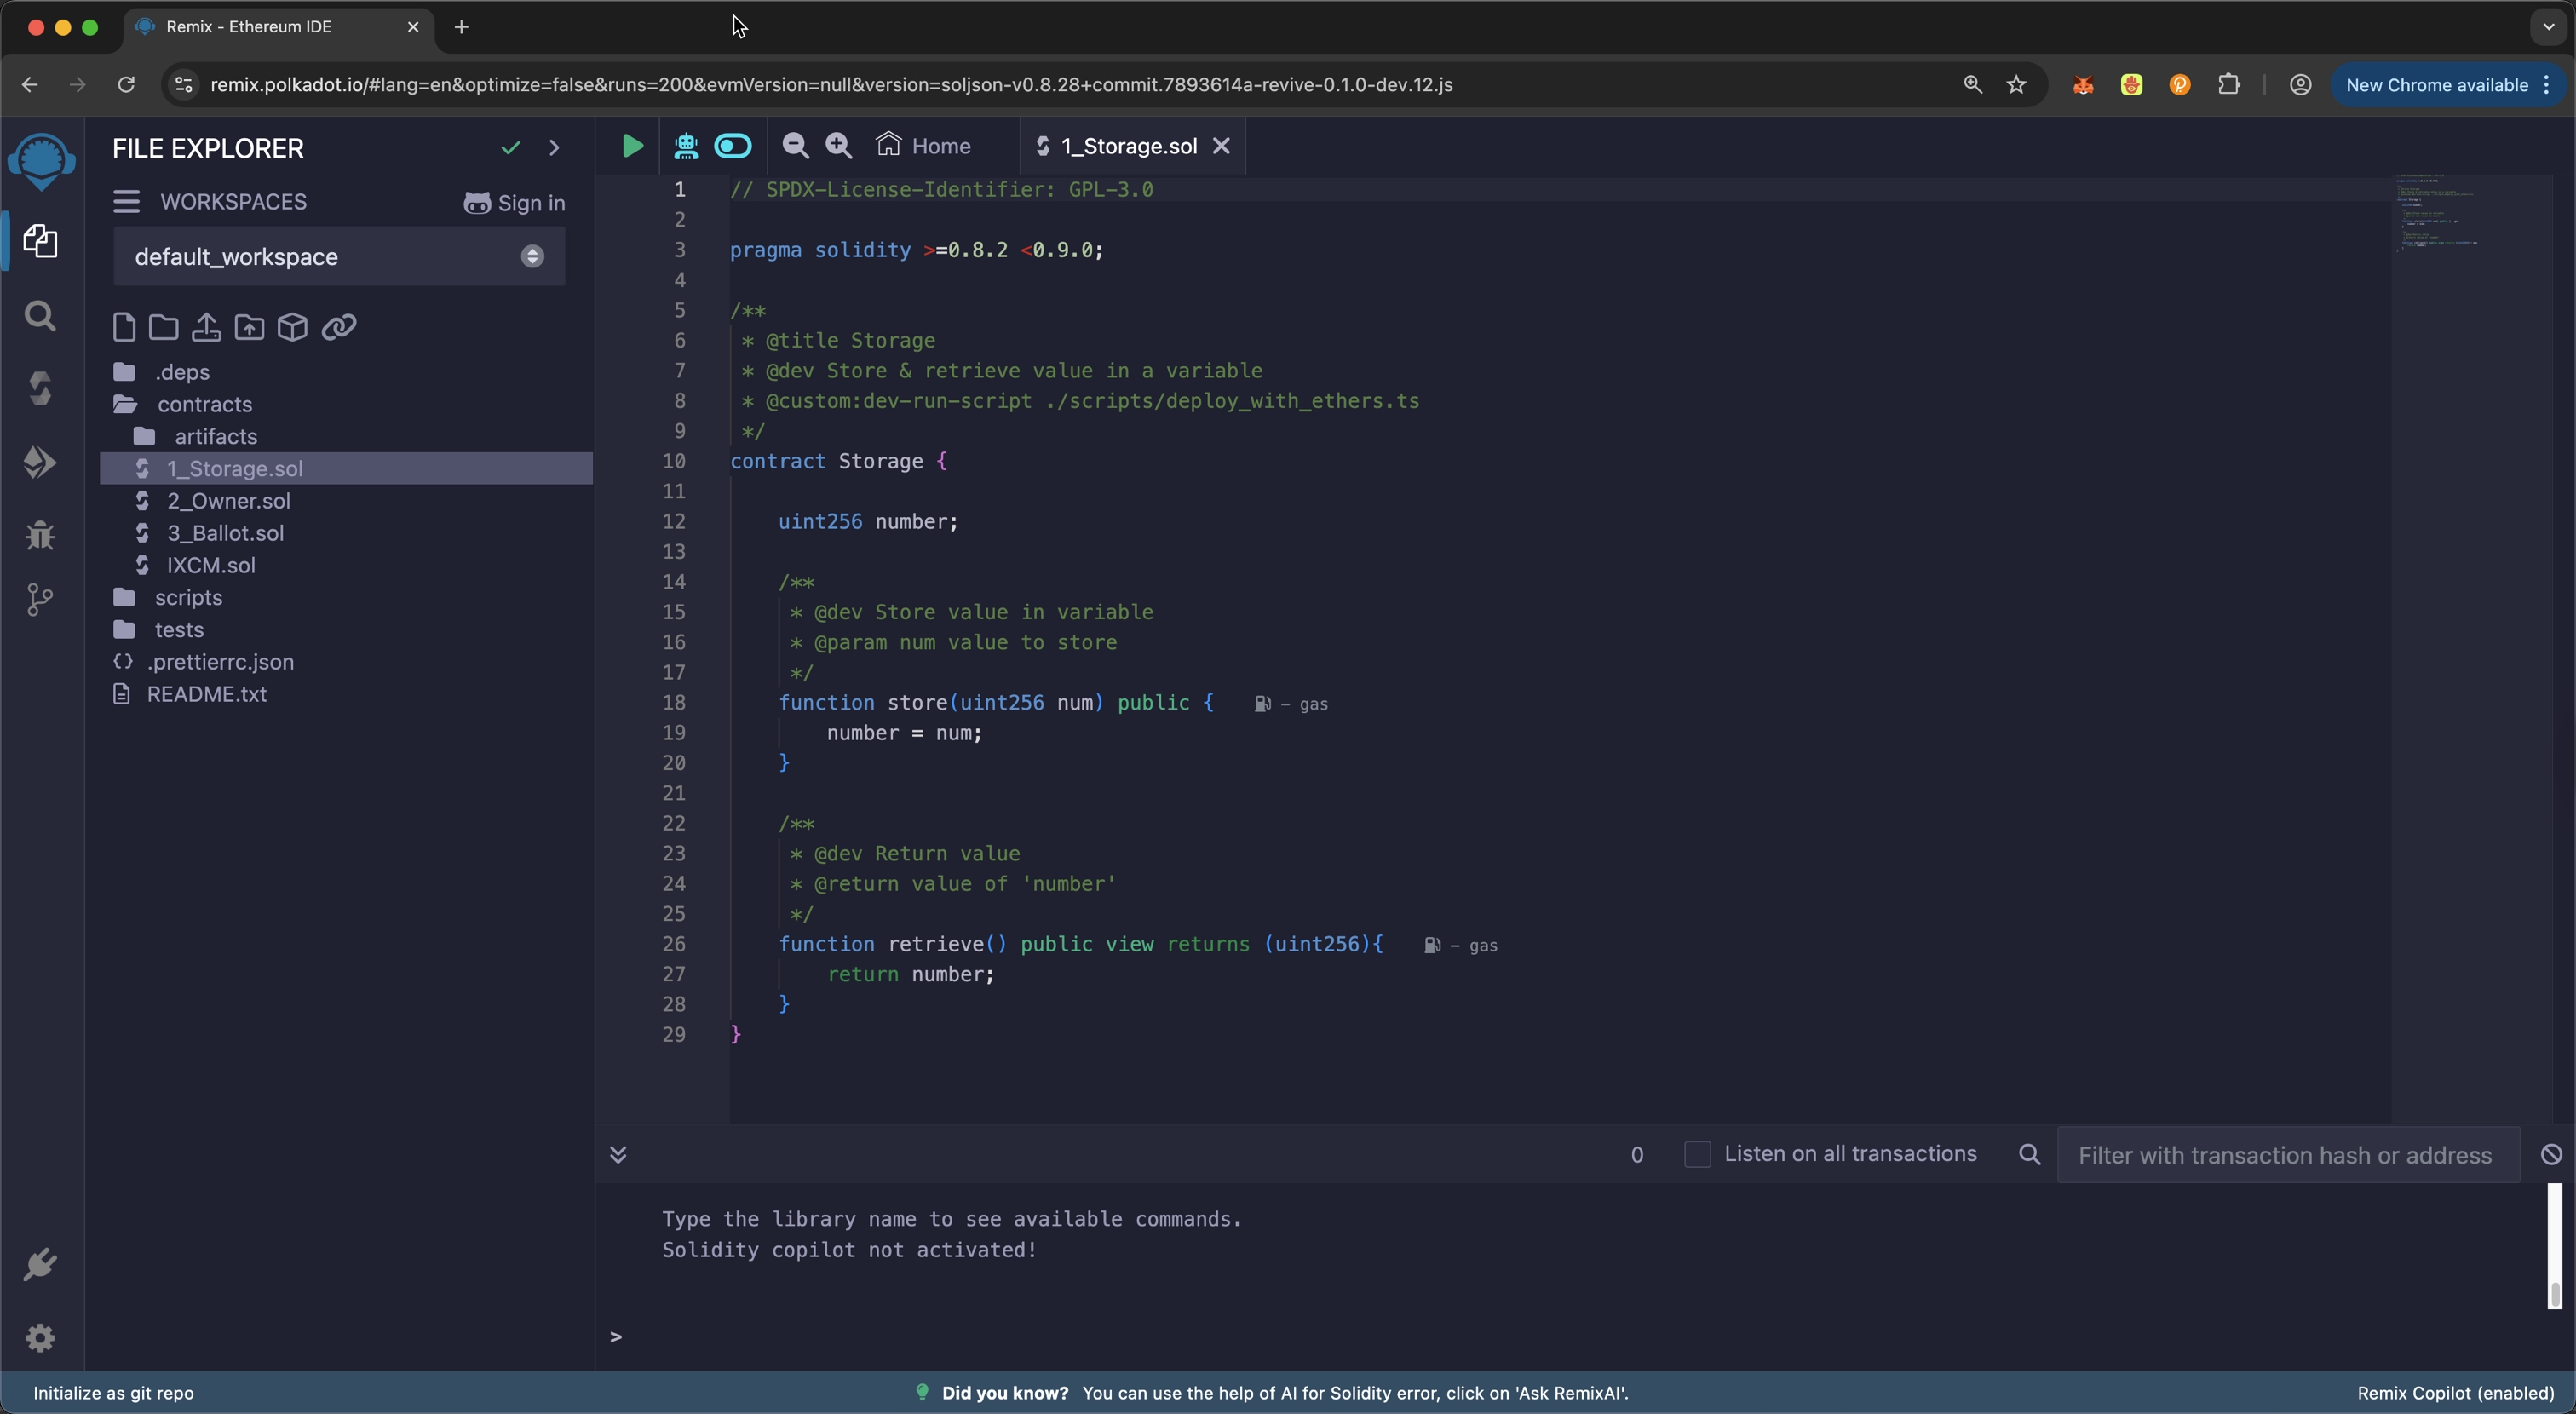 Remix - Ethereum IDE
remix.polkadot.io/#lang=en&optimize=false&runs=200&evmVersion=null&version=soljson-v0.8.28+commit.7893614a-revive-0.1.0-dev.12.js
New Chrome available
FILE EXPLORER
WORKSPACES
Sign in
default_workspace
.deps
contracts
artifacts
1_Storage.sol
2_Owner.sol
3_Ballot.sol
IXCM.sol
scripts
tests
.prettierrc.json
README.txt
Home
1_Storage.sol
1 // SPDX-License-Identifier: GPL-3.0
2
3 pragma solidity >=0.8.2 <0.9.0;
4
5 /**
6 * @title Storage
7 * @dev Store & retrieve value in a variable
8 * @custom:dev-run-script ./scripts/deploy_with_ethers.ts
9 */
10 contract Storage {
11
12 uint256 number;
13
14 /**
15 * @dev Store value in variable
16 * @param num value to store
17 */
18 function store(uint256 num) public { – gas
19 number = num;
20 }
21
22 /**
23 * @dev Return value
24 * @return value of 'number'
25 */
26 function retrieve() public view returns (uint256){ – gas
27 return number;
28 }
29 }
0
Listen on all transactions
Filter with transaction hash or address
Type the library name to see available commands.
Solidity copilot not activated!
>
Initialize as git repo
Did you know? You can use the help of AI for Solidity error, click on 'Ask RemixAI'.
Remix Copilot (enabled)